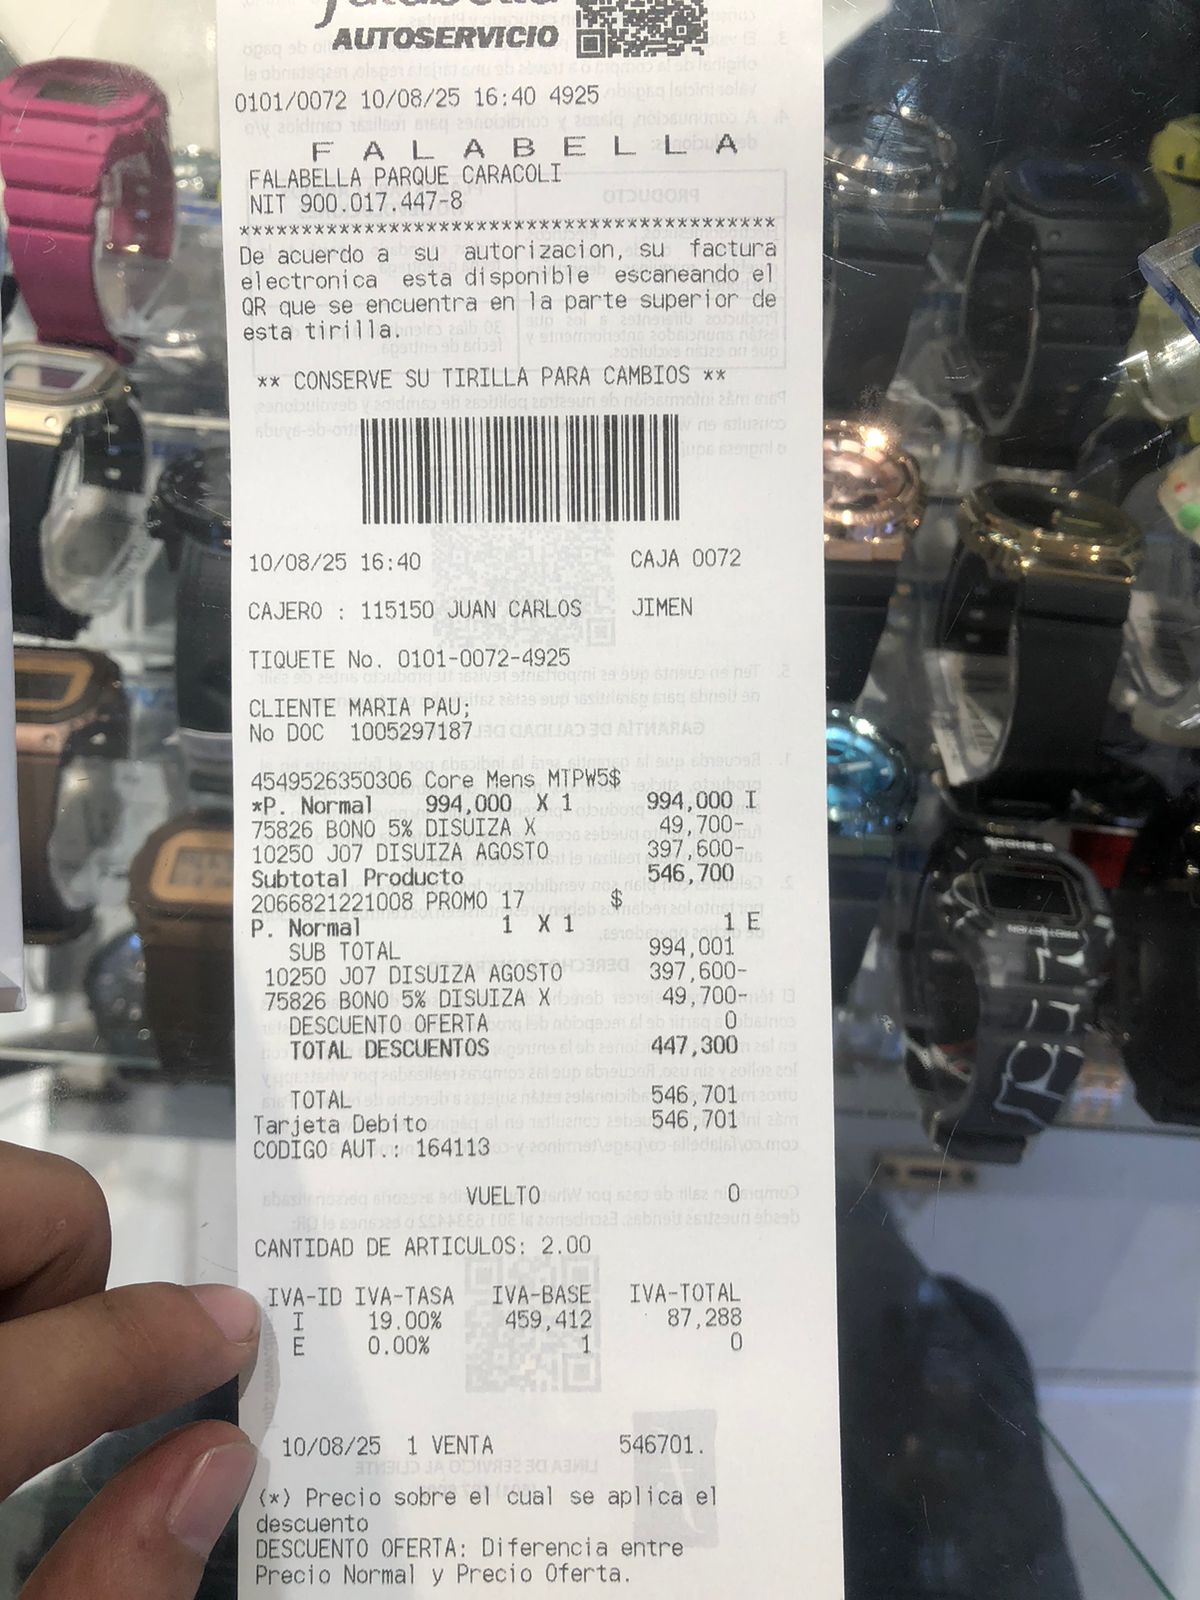 falabella
AUTOSERVICIO
0101/0072 10/08/25 16:40 4925
F A L A B E L L A
FALABELLA PARQUE CARACOLI
NIT 900.017.447-8
*******************************************
De acuerdo a su autorizacion, su factura
electronica esta disponible escaneando el
QR que se encuentra en la parte superior de
esta tirilla.
** CONSERVE SU TIRILLA PARA CAMBIOS **
10/08/25 16:40 CAJA 0072
CAJERO : 115150 JUAN CARLOS JIMEN
TIQUETE No. 0101-0072-4925
CLIENTE MARIA PAU;
No DOC 1005297187
4549526350306 Core Mens MTPW5$
*P. Normal 994,000 X 1 994,000 I
75826 BONO 5% DISUIZA X 49,700-
10250 J07 DISUIZA AGOSTO 397,600-
Subtotal Producto 546,700
2066821221008 PROMO 17 $
P. Normal 1 X 1 1 E
SUB TOTAL 994,001
10250 J07 DISUIZA AGOSTO 397,600-
75826 BONO 5% DISUIZA X 49,700-
DESCUENTO OFERTA 0
TOTAL DESCUENTOS 447,300
TOTAL 546,701
Tarjeta Debito 546,701
CODIGO AUT.: 164113
VUELTO 0
CANTIDAD DE ARTICULOS: 2.00
IVA-ID IVA-TASA IVA-BASE IVA-TOTAL
I 19.00% 459,412 87,288
E 0.00% 1 0
10/08/25 1 VENTA 546701.
(*) Precio sobre el cual se aplica el
descuento
DESCUENTO OFERTA: Diferencia entre
Precio Normal y Precio Oferta.